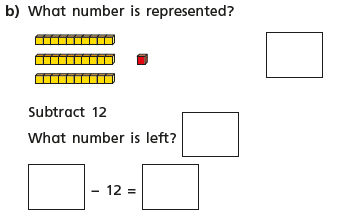 b) What number is represented?
Subtract 12
What number is left?
– 12 =